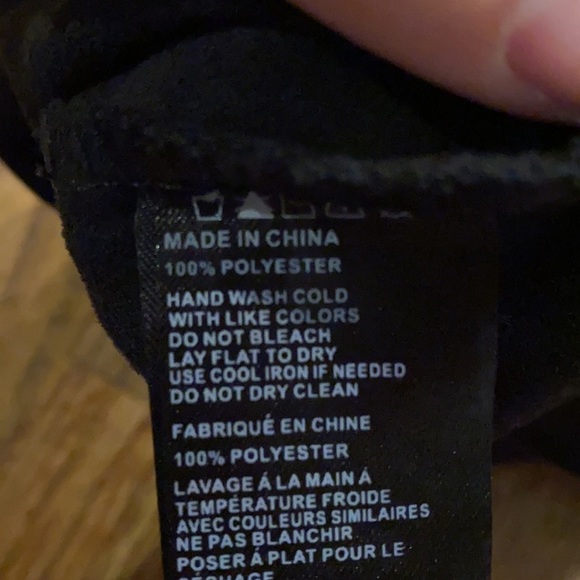 MADE IN CHINA
100% POLYESTER
HAND WASH COLD
WITH LIKE COLORS
DO NOT BLEACH
LAY FLAT TO DRY
USE COOL IRON IF NEEDED
DO NOT DRY CLEAN
FABRIQUÉ EN CHINE
100% POLYESTER
LAVAGE Á LA MAIN Á
TEMPÉRATURE FROIDE
AVEC COULEURS SIMILAIRES
NE PAS BLANCHIR
POSER Á PLAT POUR LE